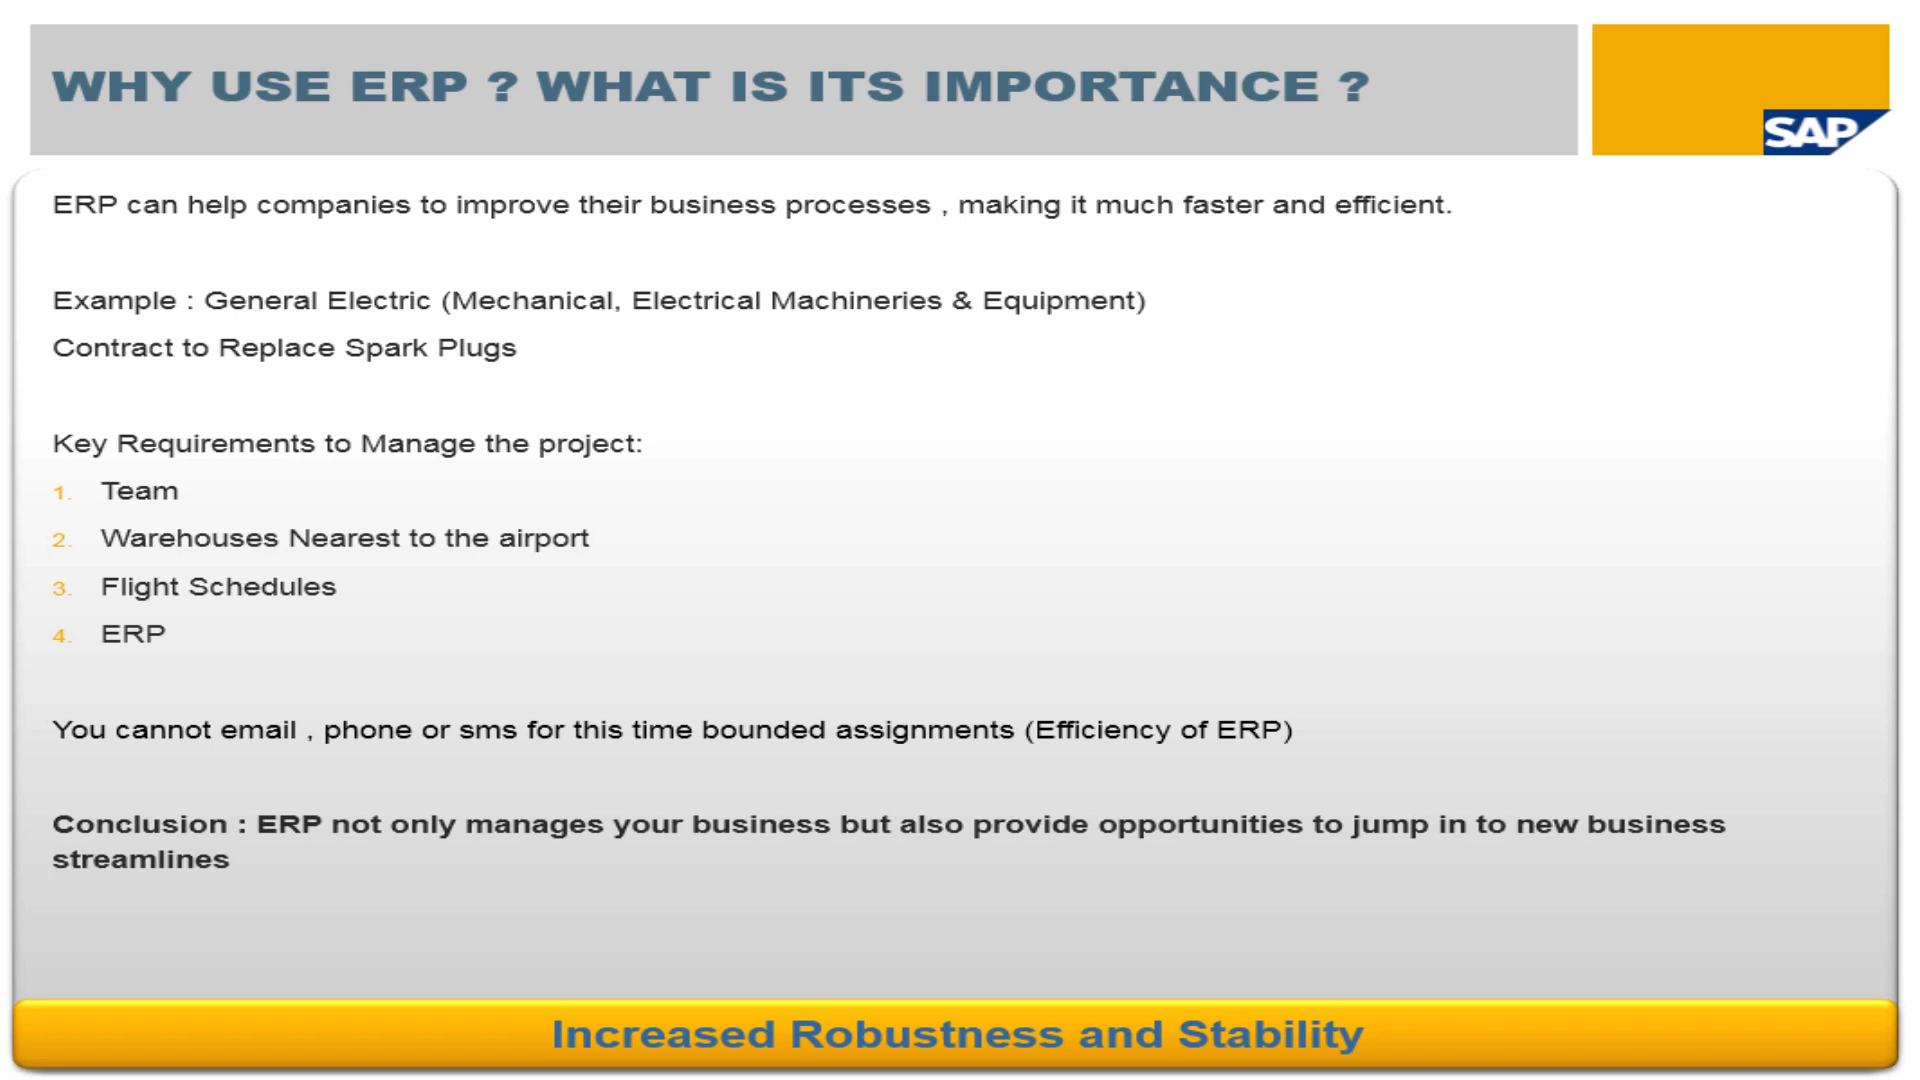 WHY USE ERP ? WHAT IS ITS IMPORTANCE ?
SAP
ERP can help companies to improve their business processes , making it much faster and efficient.
Example : General Electric (Mechanical, Electrical Machineries & Equipment)
Contract to Replace Spark Plugs
Key Requirements to Manage the project:
1. Team
2. Warehouses Nearest to the airport
3. Flight Schedules
4. ERP
You cannot email , phone or sms for this time bounded assignments (Efficiency of ERP)
Conclusion : ERP not only manages your business but also provide opportunities to jump in to new business
streamlines
Increased Robustness and Stability